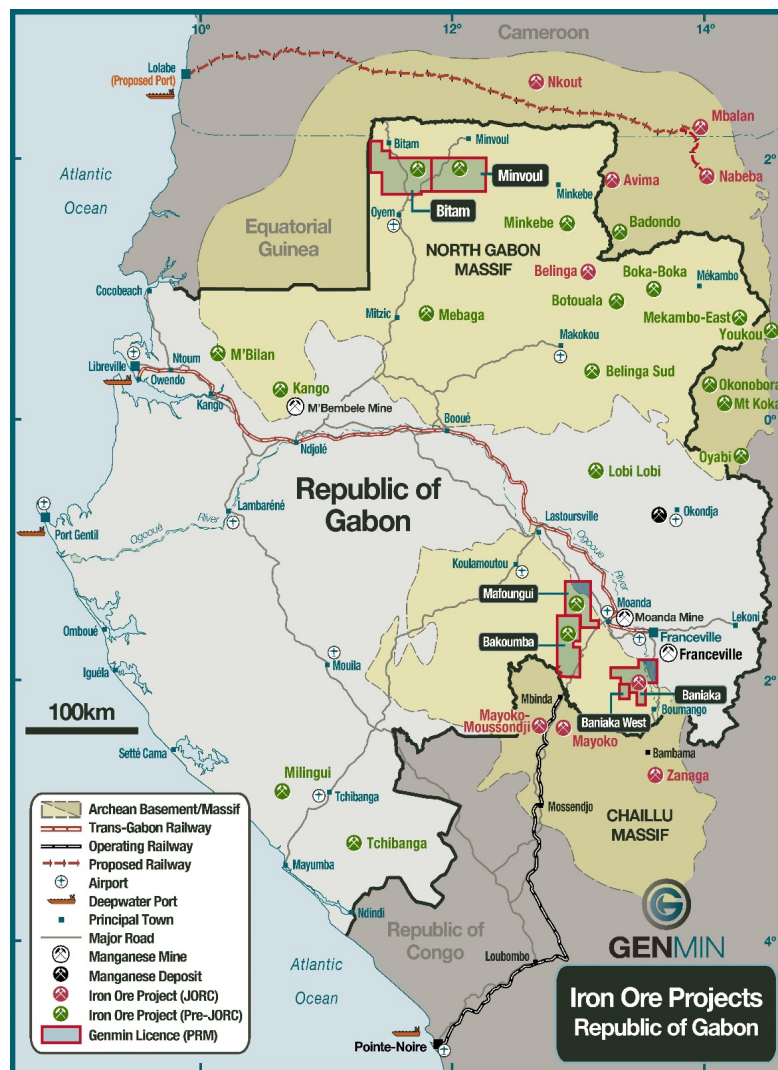 10°
12°
14°
Cameroon
Lolabe
(Proposed Port)
Nkout
Mbalan
Nabeba
2°
Atlantic
Ocean
Bitam
Minvoul
Minvoul
Bitam
Minkebe
Avima
Equatorial
Guinea
Oyem
Minkebe
Badondo
NORTH GABON
MASSIF
Belinga
Boka-Boka
Mékambo
Cocobeach
Botouala
Mitzic
Mebaga
Mekambo-East
Youkou
Makokou
M'Bilan
Libreville
Ntoum
Owendo
Belinga Sud
Kango
Kango
M'Bembele Mine
Okonobora
Mt Koka
0°
Booué
Ndjolé
Oyabi
Lobi Lobi
Republic of
Gabon
Lambaréné
Okondja
Port Gentil
Ogooué
River
Lastoursville
Ogooue
River
Koulamoutou
Mafoungui
Moanda
Moanda Mine
Lekoni
Omboué
Franceville
Bakoumba
Franceville
Mouila
Iguéla
2°
100km
Mbinda
Baniaka
Baniaka West
Boumango
Mayoko-
Moussondji
Mayoko
Setté Cama
Bambama
Zanaga
Milingui
Tchibanga
Mossendjo
CHAILLU
MASSIF
Tchibanga
Mayumba
Ndindi
Republic of
Congo
Atlantic
Ocean
Loubombo
4°
Pointe-Noire
Archean Basement/Massif
Trans-Gabon Railway
Operating Railway
Proposed Railway
Airport
Deepwater Port
Principal Town
Major Road
Manganese Mine
Manganese Deposit
Iron Ore Project (JORC)
Iron Ore Project (Pre-JORC)
Genmin Licence (PRM)
GENMIN
Iron Ore Projects
Republic of Gabon